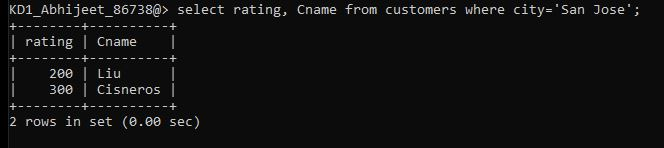 KD1_Abhijeet_86738@> select rating, Cname from customers where city='San Jose';
+--------+----------+
| rating | Cname    |
+--------+----------+
|    200 | Liu      |
|    300 | Cisneros |
+--------+----------+
2 rows in set (0.00 sec)